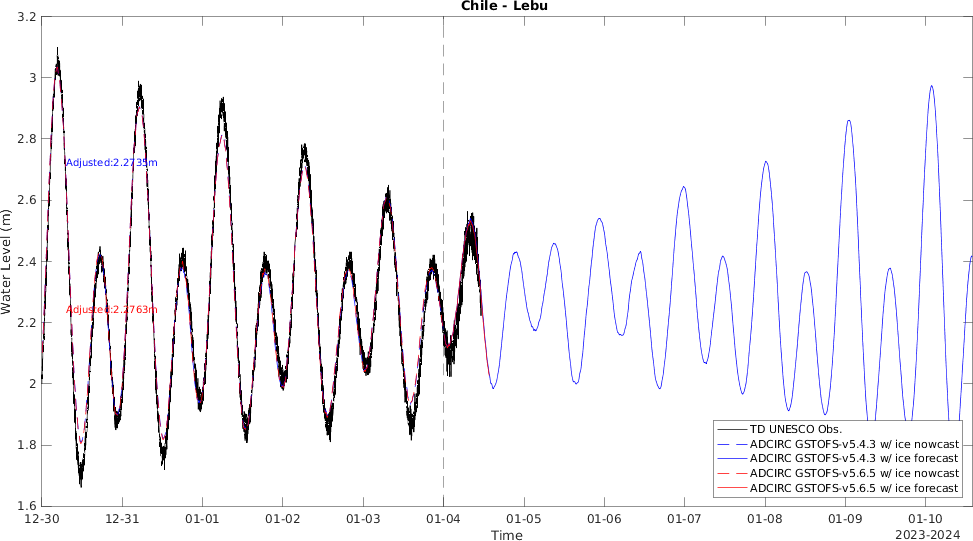 Chile - Lebu
3.2
3
2.8
2.6
2.4
2.2
2
1.8
1.6
Water Level (m)
Adjusted:2.2735m
Adjusted:2.2763m
TD UNESCO Obs.
ADCIRC GSTOFS-v5.4.3 w/ ice nowcast
ADCIRC GSTOFS-v5.4.3 w/ ice forecast
ADCIRC GSTOFS-v5.6.5 w/ ice nowcast
ADCIRC GSTOFS-v5.6.5 w/ ice forecast
12-30 12-31 01-01 01-02 01-03 01-04 01-05 01-06 01-07 01-08 01-09 01-10
Time
2023-2024